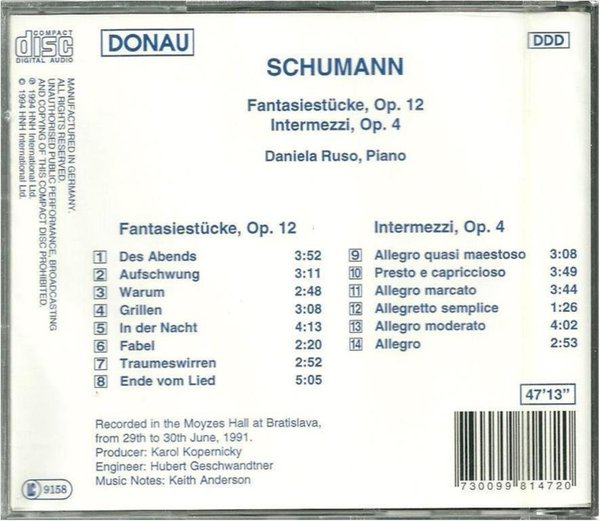 COMPACT
disc
DIGITAL AUDIO
DONAU
DDD
SCHUMANN
Fantasiestücke, Op. 12
Intermezzi, Op. 4
Daniela Ruso, Piano
MANUFACTURED IN GERMANY.
ALL RIGHTS RESERVED.
UNAUTHORISED PUBLIC PERFORMANCE, BROADCASTING
AND COPYING OF THIS COMPACT DISC PROHIBITED.
℗ 1994 HNH International Ltd.
© 1994 HNH International Ltd.
Fantasiestücke, Op. 12
1 Des Abends 3:52
2 Aufschwung 3:11
3 Warum 2:48
4 Grillen 3:08
5 In der Nacht 4:13
6 Fabel 2:20
7 Traumeswirren 2:52
8 Ende vom Lied 5:05
Intermezzi, Op. 4
9 Allegro quasi maestoso 3:08
10 Presto e capriccioso 3:49
11 Allegro marcato 3:44
12 Allegretto semplice 1:26
13 Allegro moderato 4:02
14 Allegro 2:53
47'13"
Recorded in the Moyzes Hall at Bratislava,
from 29th to 30th June, 1991.
Producer: Karol Kopernicky
Engineer: Hubert Geschwandtner
Music Notes: Keith Anderson
9158
730099 814720